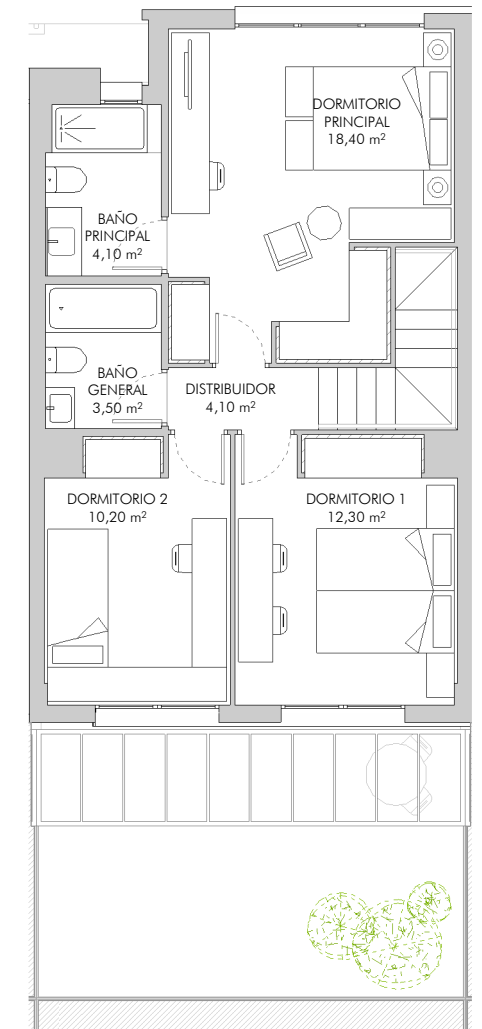 DORMITORIO
PRINCIPAL
18,40 m²
BAÑO
PRINCIPAL
4,10 m²
BAÑO
GENERAL
3,50 m²
DISTRIBUIDOR
4,10 m²
DORMITORIO 2
10,20 m²
DORMITORIO 1
12,30 m²